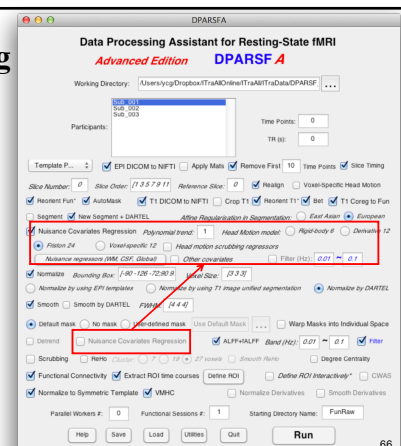 g
DPARSFA
Data Processing Assistant for Resting-State fMRI
Advanced Edition DPARSF A
Working Directory: /Users/ycg/Dropbox/ITraAllOnline/ITraAll/ITraData/DPARSF ...
Participants:
Sub_001
Sub_002
Sub_003
Time Points: 0
TR (s): 0
Template P... EPI DICOM to NIFTI Apply Mats Remove First 10 Time Points Slice Timing
Slice Number: 0 Slice Order: [1 3 5 7 9 11 Reference Slice: 0 Realign Voxel-Specific Head Motion
Reorient Fun* AutoMask T1 DICOM to NIFTI Crop T1 Reorient T1* Bet T1 Coreg to Fun
Segment New Segment + DARTEL Affine Regularisation in Segmentation: East Asian European
Nuisance Covariates Regression Polynomial trend: 1 Head Motion model: Rigid-body 6 Derivative 12
Friston 24 Voxel-specific 12 Head motion scrubbing regressors
Nuisance regressors (WM, CSF, Global) Other covariates Filter (Hz): 0.01 ~ 0.1
Normalize Bounding Box: [-90 -126 -72;90 9 Voxel Size: [3 3 3]
Normalize by using EPI templates Normalize by using T1 image unified segmentation Normalize by DARTEL
Smooth Smooth by DARTEL FWHM: [4 4 4]
Default mask No mask User-defined mask Use Default Mask ... Warp Masks into Individual Space
Detrend Nuisance Covariates Regression ALFF+fALFF Band (Hz): 0.01 ~ 0.1 Filter
Scrubbing ReHo Cluster: 7 19 27 voxels Smooth ReHo Degree Centrality
Functional Connectivity Extract ROI time courses Define ROI Define ROI Interactively* CWAS
Normalize to Symmetric Template VMHC Normalize Derivatives Smooth Derivatives
Parallel Workers #: 0 Functional Sessions #: 1 Starting Directory Name: FunRaw
Help Save Load Utilities Quit Run
66